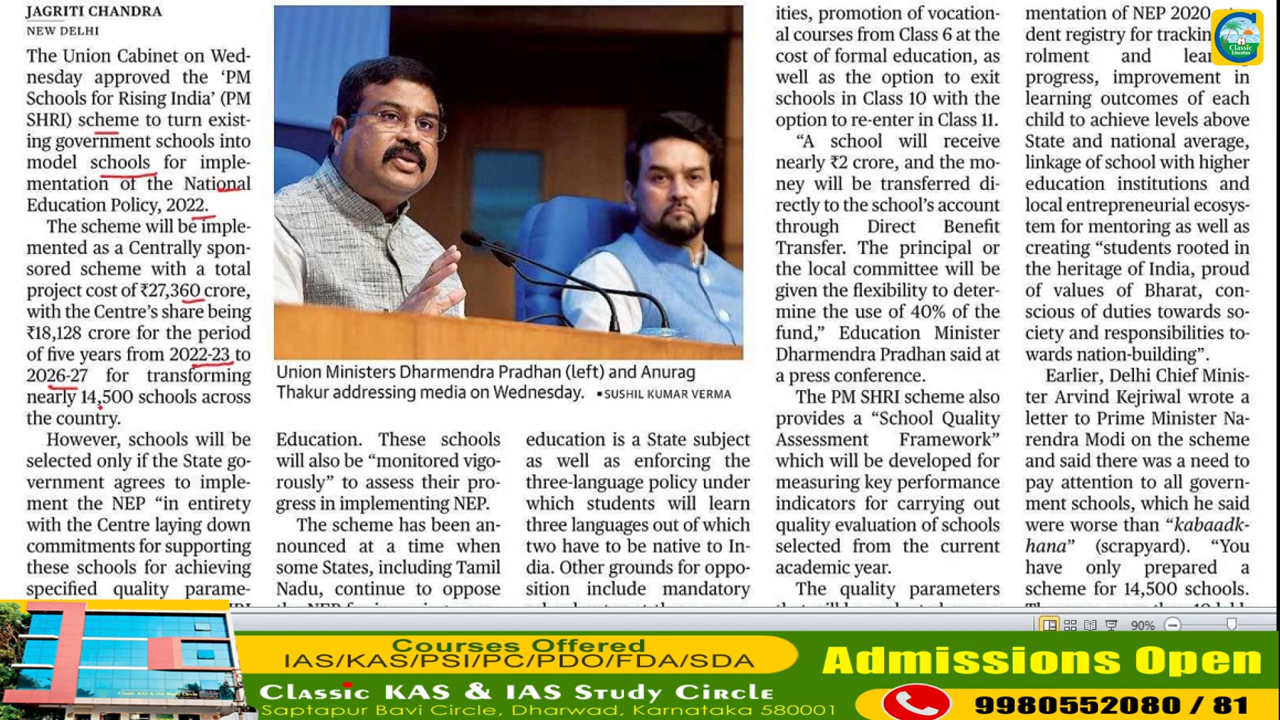 JAGRITI CHANDRA
NEW DELHI
The Union Cabinet on Wed-
nesday approved the ‘PM
Schools for Rising India’ (PM
SHRI) scheme to turn exist-
ing government schools into
model schools for imple-
mentation of the National
Education Policy, 2022.
The scheme will be imple-
mented as a Centrally spon-
sored scheme with a total
project cost of ₹27,360 crore,
with the Centre’s share being
₹18,128 crore for the period
of five years from 2022-23 to
2026-27 for transforming
nearly 14,500 schools across
the country.
However, schools will be
selected only if the State go-
vernment agrees to imple-
ment the NEP “in entirety
with the Centre laying down
commitments for supporting
these schools for achieving
specified quality parame-
Union Ministers Dharmendra Pradhan (left) and Anurag
Thakur addressing media on Wednesday. ■ SUSHIL KUMAR VERMA
Education. These schools
will also be “monitored vigo-
rously” to assess their pro-
gress in implementing NEP.
The scheme has been an-
nounced at a time when
some States, including Tamil
Nadu, continue to oppose
education is a State subject
as well as enforcing the
three-language policy under
which students will learn
three languages out of which
two have to be native to In-
dia. Other grounds for oppo-
sition include mandatory
ities, promotion of vocation-
al courses from Class 6 at the
cost of formal education, as
well as the option to exit
schools in Class 10 with the
option to re-enter in Class 11.
“A school will receive
nearly ₹2 crore, and the mo-
ney will be transferred di-
rectly to the school’s account
through Direct Benefit
Transfer. The principal or
the local committee will be
given the flexibility to deter-
mine the use of 40% of the
fund,” Education Minister
Dharmendra Pradhan said at
a press conference.
The PM SHRI scheme also
provides a “School Quality
Assessment Framework”
which will be developed for
measuring key performance
indicators for carrying out
quality evaluation of schools
selected from the current
academic year.
The quality parameters
mentation of NEP 2020,
dent registry for tracking
rolment and
progress, improvement in
learning outcomes of each
child to achieve levels above
State and national average,
linkage of school with higher
education institutions and
local entrepreneurial ecosys-
tem for mentoring as well as
creating “students rooted in
the heritage of India, proud
of values of Bharat, con-
scious of duties towards so-
ciety and responsibilities to-
wards nation-building”.
Earlier, Delhi Chief Minis-
ter Arvind Kejriwal wrote a
letter to Prime Minister Na-
rendra Modi on the scheme
and said there was a need to
pay attention to all govern-
ment schools, which he said
were worse than “kabaadk-
hana” (scrapyard). “You
have only prepared a
scheme for 14,500 schools.
Classic
Education
90%
Courses Offered
IAS/KAS/PSI/PC/PDO/FDA/SDA
Classic KAS & IAS Study Circle
Saptapur Bavi Circle, Dharwad, Karnataka 580001
Admissions Open
9980552080 / 81